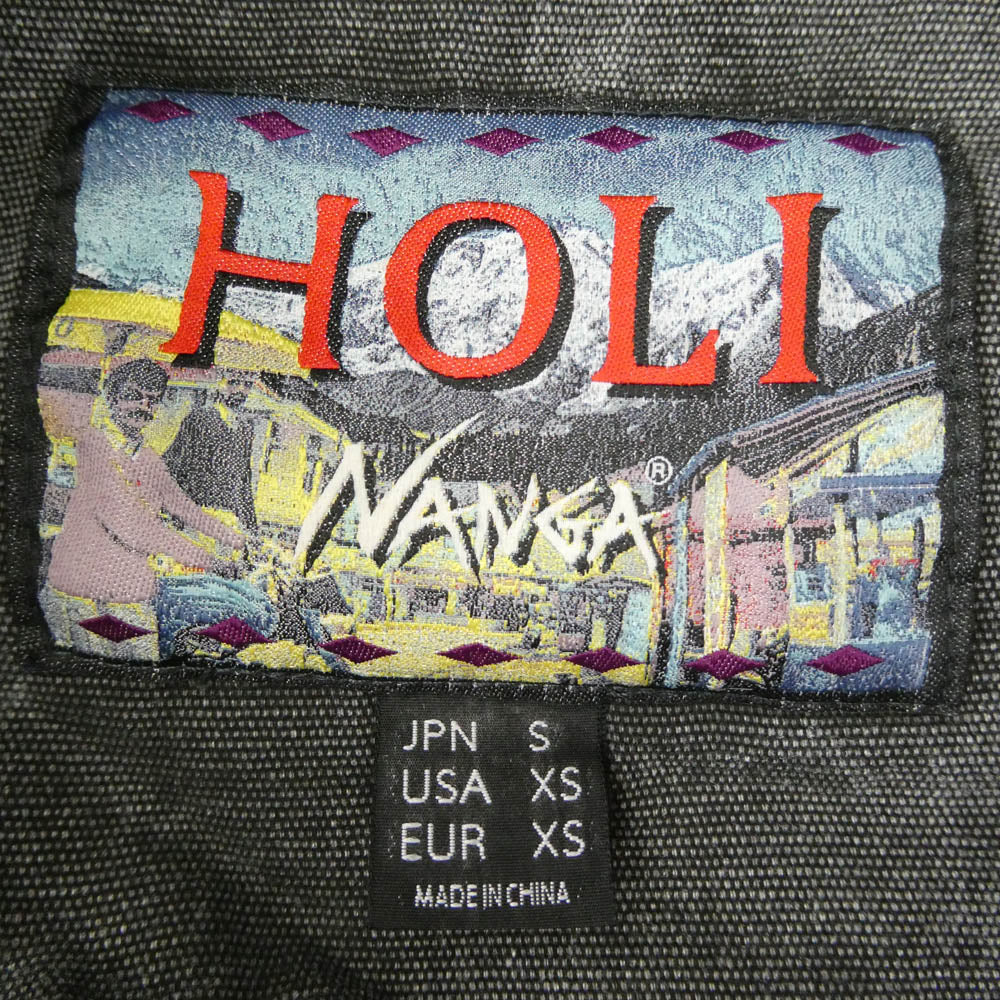 HOLI
NANGA®
JPN S
USA XS
EUR XS
MADE IN CHINA